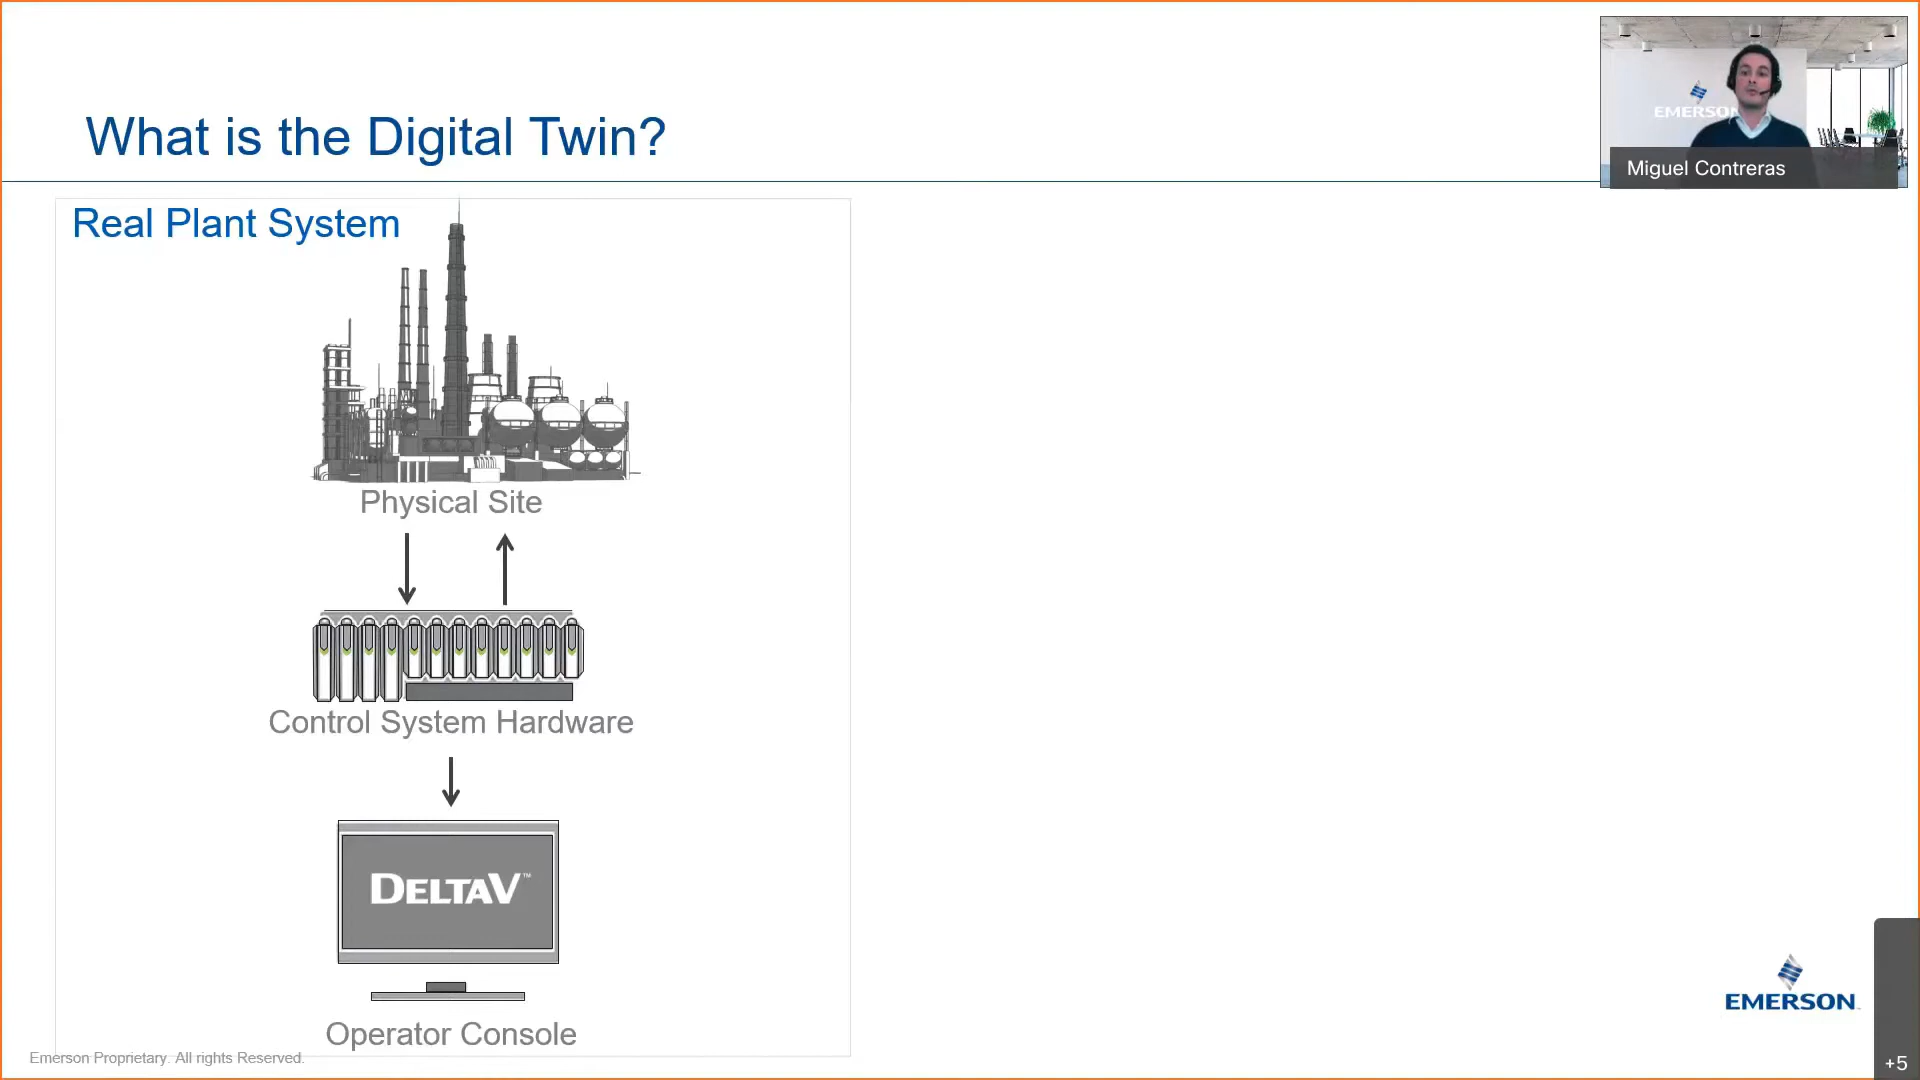 What is the Digital Twin?
EMERSON
Miguel Contreras
Real Plant System
Physical Site
Control System Hardware
DELTAV™
Operator Console
EMERSON
Emerson Proprietary. All rights Reserved.
+5